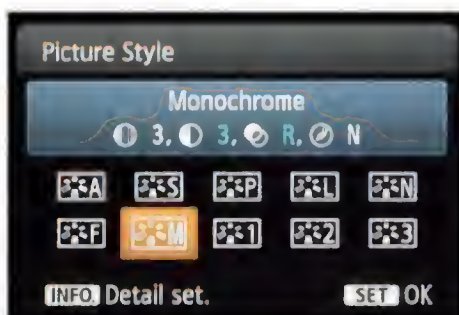 Picture Style
Monochrome
3, 3, R, N
A S P L N
F M 1 2 3
INFO. Detail set. SET OK